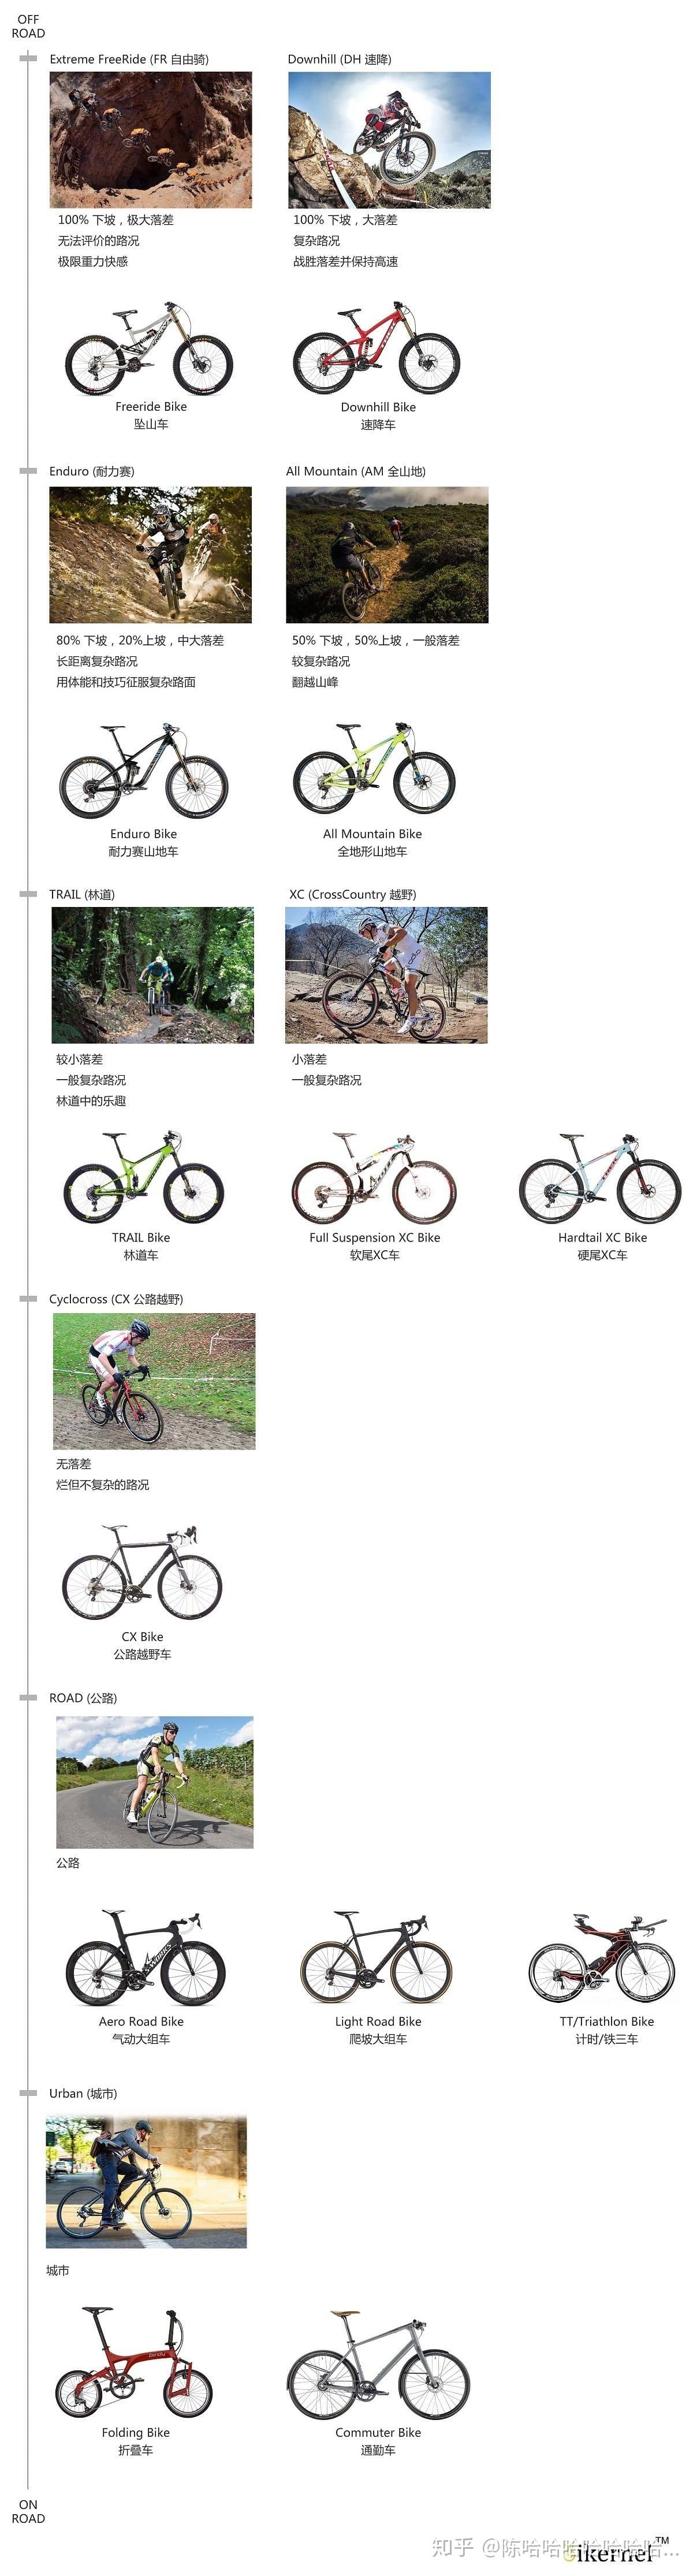 OFF
ROAD
Extreme FreeRide (FR 自由骑)
Downhill (DH 速降)
100% 下坡，极大落差
无法评价的路况
极限重力快感
100% 下坡，大落差
复杂路况
战胜落差并保持高速
Freeride Bike
坠山车
Downhill Bike
速降车
Enduro (耐力赛)
All Mountain (AM 全山地)
80% 下坡，20%上坡，中大落差
长距离复杂路况
用体能和技巧征服复杂路面
50% 下坡，50%上坡，一般落差
较复杂路况
翻越山峰
Enduro Bike
耐力赛山地车
All Mountain Bike
全地形山地车
TRAIL (林道)
XC (CrossCountry 越野)
较小落差
一般复杂路况
林道中的乐趣
小落差
一般复杂路况
TRAIL Bike
林道车
Full Suspension XC Bike
软尾XC车
Hardtail XC Bike
硬尾XC车
Cyclocross (CX 公路越野)
无落差
烂但不复杂的路况
CX Bike
公路越野车
ROAD (公路)
公路
Aero Road Bike
气动大组车
Light Road Bike
爬坡大组车
TT/Triathlon Bike
计时/铁三车
Urban (城市)
城市
Folding Bike
折叠车
Commuter Bike
通勤车
ON
ROAD
知乎 @陈哈哈哈哈哈哈哈...
ikernel™